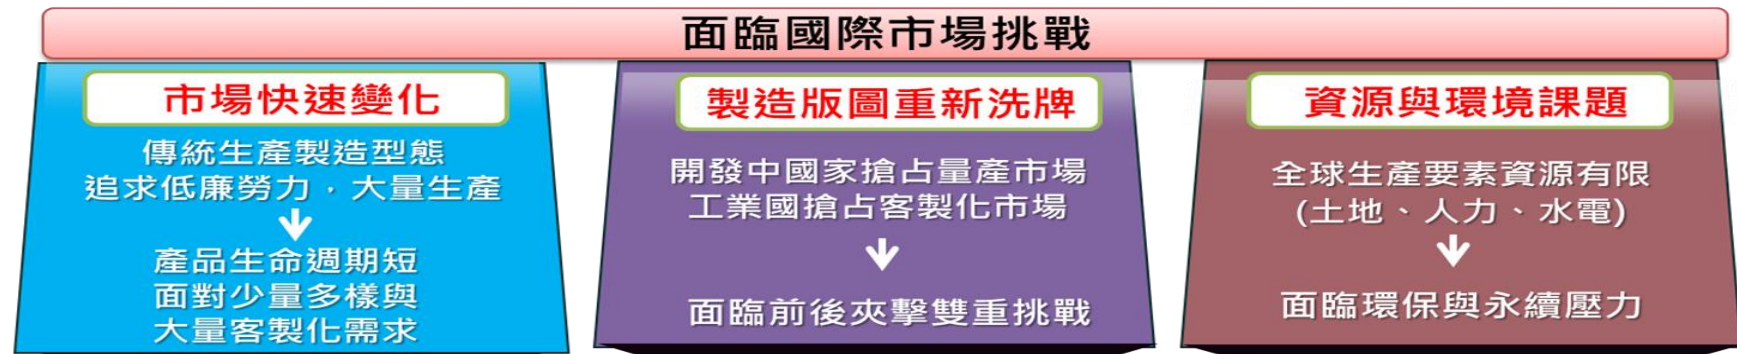 面臨國際市場挑戰
市場快速變化
傳統生產製造型態
追求低廉勞力，大量生產
產品生命週期短
面對少量多樣與
大量客製化需求
製造版圖重新洗牌
開發中國家搶占量產市場
工業國搶占客製化市場
面臨前後夾擊雙重挑戰
資源與環境課題
全球生產要素資源有限
(土地、人力、水電)
面臨環保與永續壓力